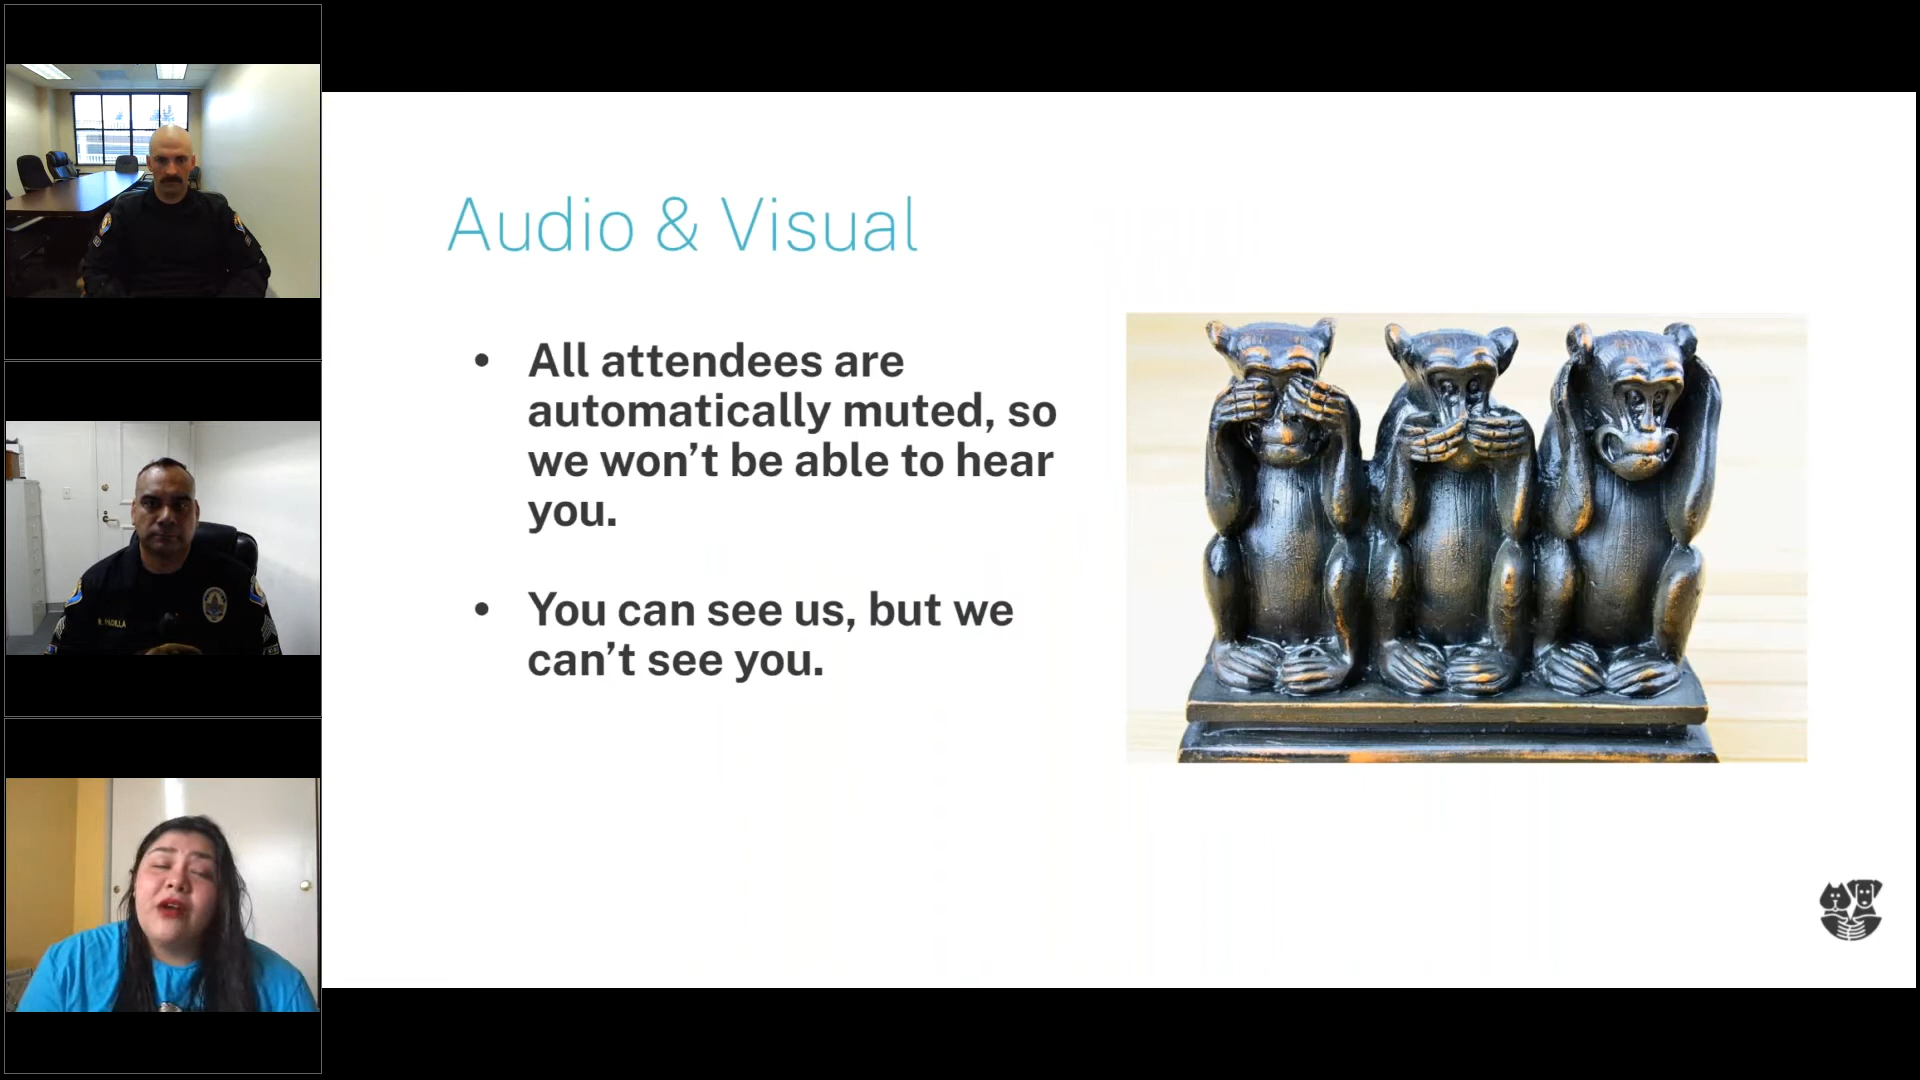 Audio & Visual
• All attendees are
automatically muted, so
we won’t be able to hear
you.
• You can see us, but we
can’t see you.